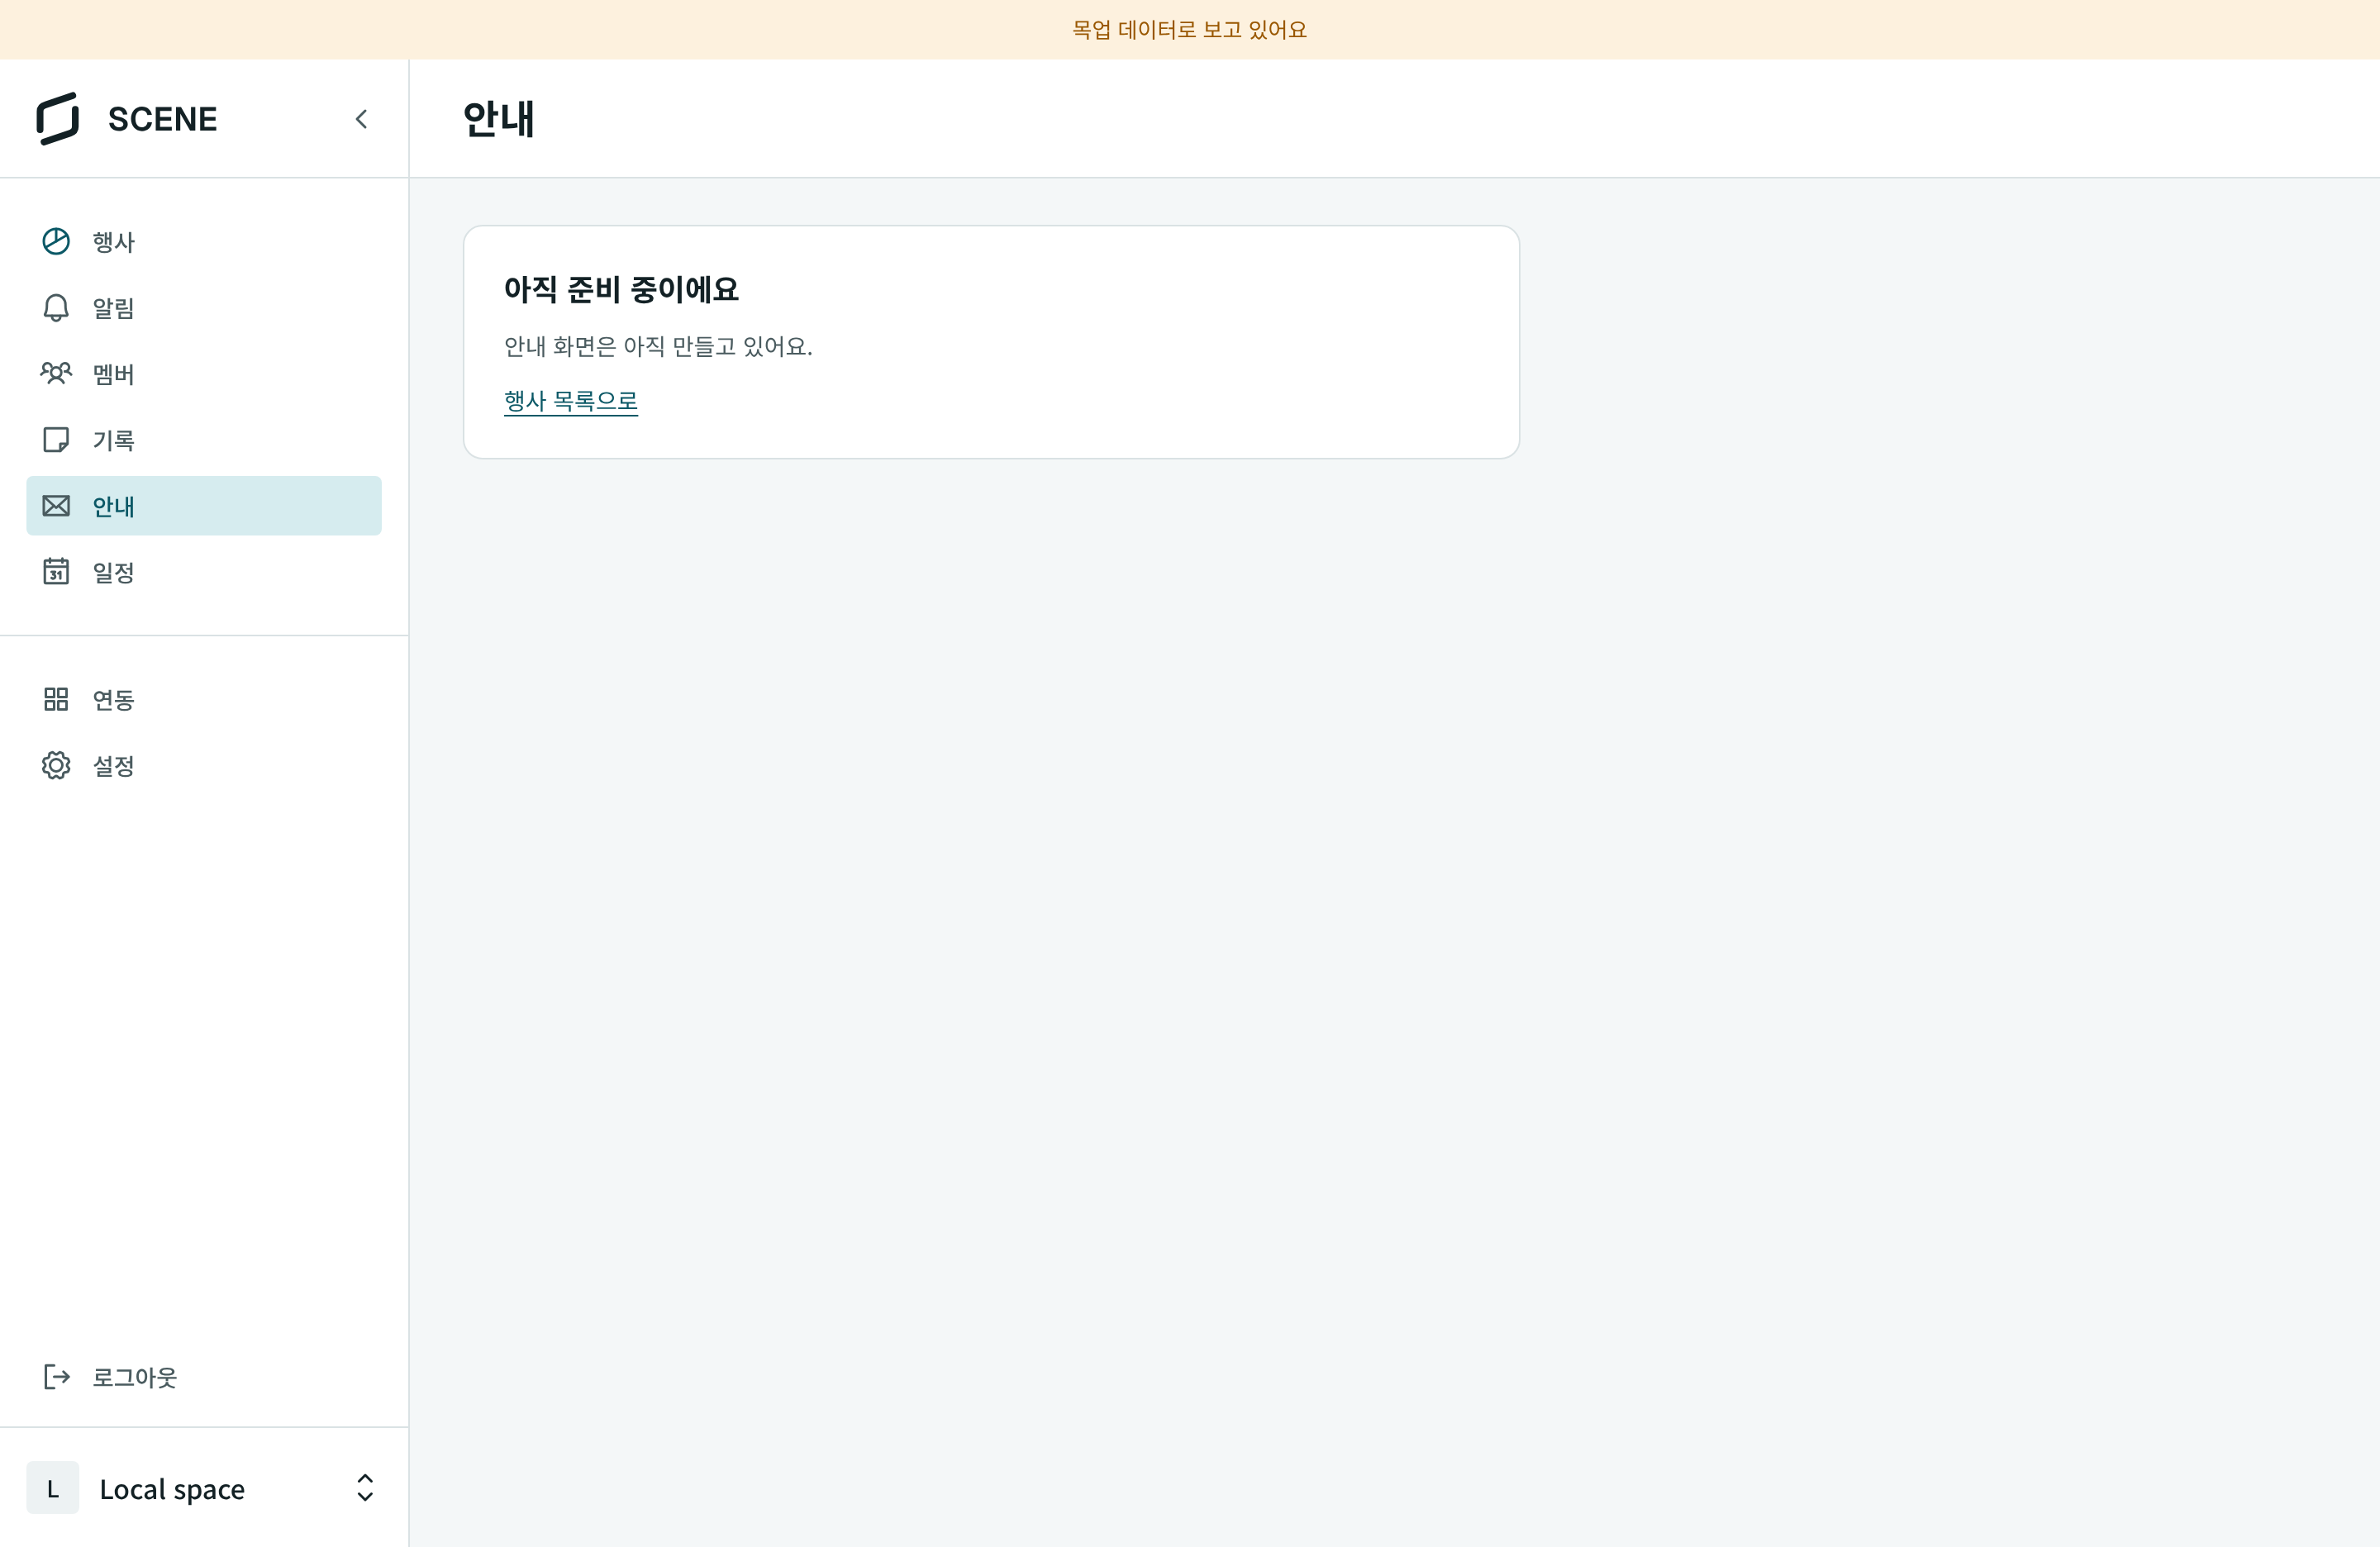 목업 데이터로 보고 있어요
SCENE
안내
행사
알림
멤버
기록
안내
31
일정
연동
설정
로그아웃
L
Local space
아직 준비 중이에요
안내 화면은 아직 만들고 있어요.
행사 목록으로